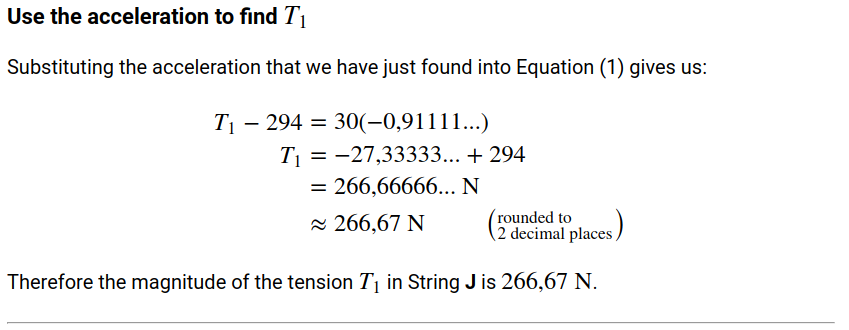 Use the acceleration to find T₁
Substituting the acceleration that we have just found into Equation (1) gives us:
T₁ − 294 = 30(−0,91111...)
T₁ = −27,33333... + 294
= 266,66666... N
≈ 266,67 N (rounded to 2 decimal places)
Therefore the magnitude of the tension T₁ in String J is 266,67 N.